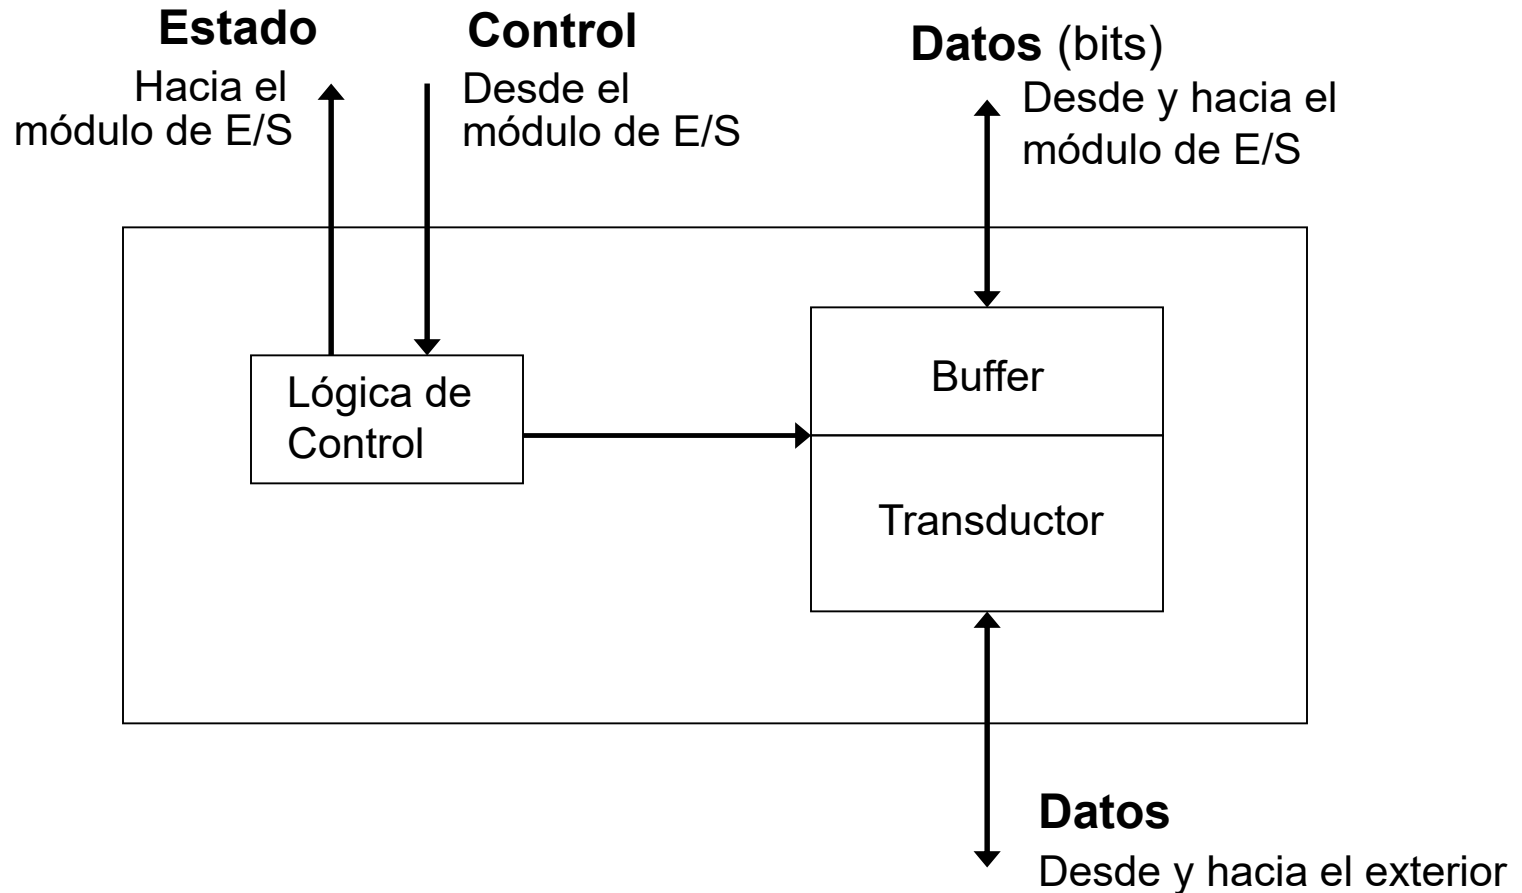 Estado
Hacia el
módulo de E/S
Control
Desde el
módulo de E/S
Datos (bits)
Desde y hacia el
módulo de E/S
Lógica de
Control
Buffer
Transductor
Datos
Desde y hacia el exterior